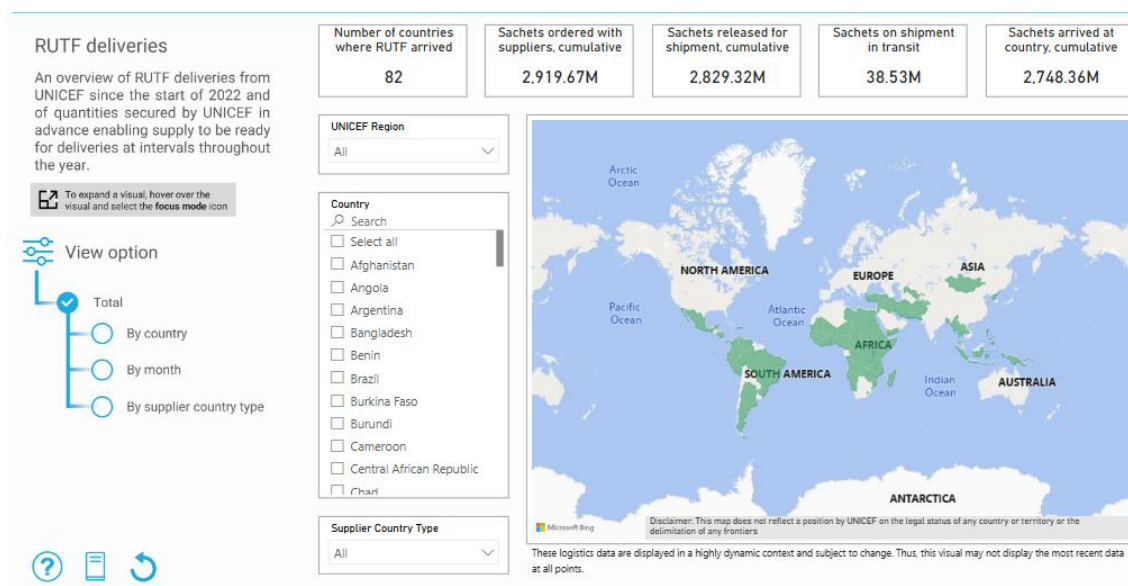 RUTF deliveries
An overview of RUTF deliveries from
UNICEF since the start of 2022 and
of quantities secured by UNICEF in
advance enabling supply to be ready
for deliveries at intervals throughout
the year.
To expand a visual, hover over the
visual and select the focus mode icon
View option
Total
By country
By month
By supplier country type
?
Number of countries
where RUTF arrived
82
Sachets ordered with
suppliers, cumulative
2,919.67M
Sachets released for
shipment, cumulative
2,829.32M
Sachets on shipment
in transit
38.53M
Sachets arrived at
country, cumulative
2,748.36M
UNICEF Region
All
Country
Search
Select all
Afghanistan
Angola
Argentina
Bangladesh
Benin
Brazil
Burkina Faso
Burundi
Cameroon
Central African Republic
Chad
Supplier Country Type
All
Arctic
Ocean
NORTH AMERICA
EUROPE
ASIA
Pacific
Ocean
Atlantic
Ocean
AFRICA
SOUTH AMERICA
Indian
Ocean
AUSTRALIA
ANTARCTICA
Microsoft Bing
Disclaimer: This map does not reflect a position by UNICEF on the legal status of any country or territory or the
delimitation of any frontiers
These logistics data are displayed in a highly dynamic context and subject to change. Thus, this visual may not display the most recent data
at all points.